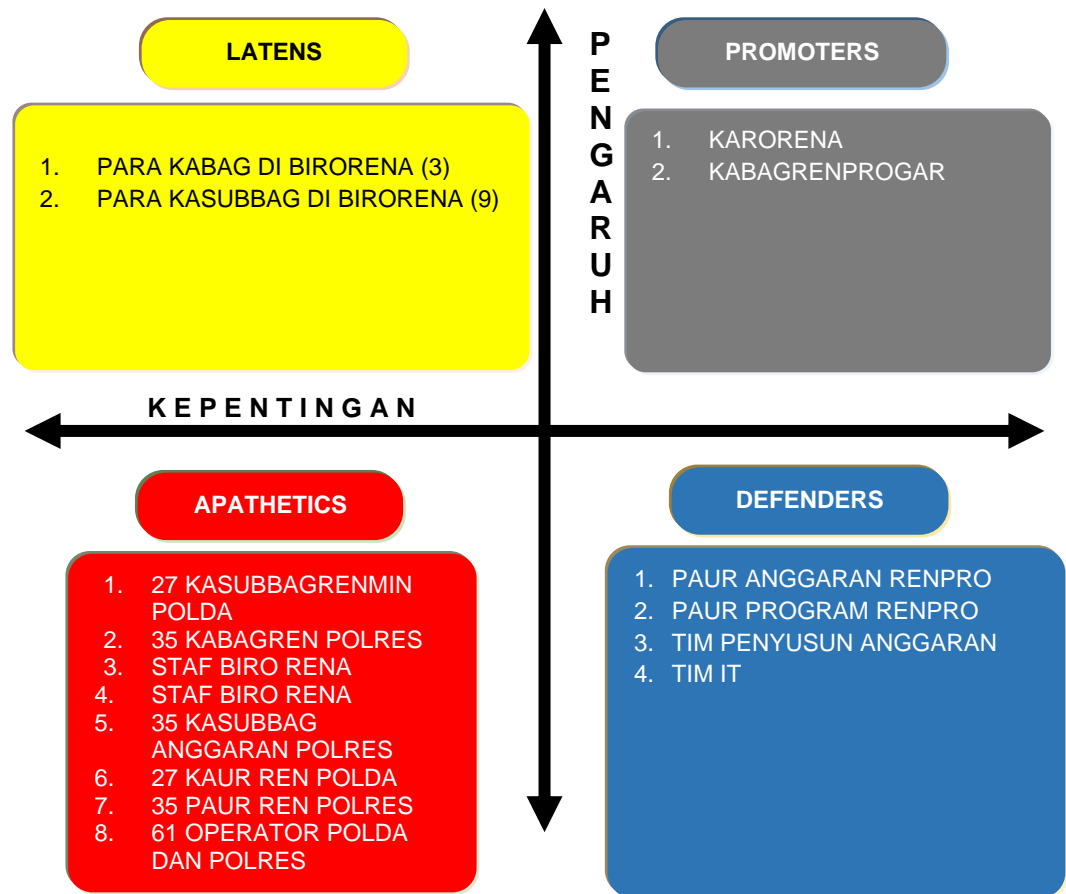 LATENS
1. PARA KABAG DI BIRORENA (3)
2. PARA KASUBBAG DI BIRORENA (9)
PENGARUH
PROMOTERS
1. KARORENA
2. KABAGRENPROGAR
KEPENTINGAN
APATHETICS
1. 27 KASUBBAGRENMIN
POLDA
2. 35 KABAGREN POLRES
3. STAF BIRO RENA
4. STAF BIRO RENA
5. 35 KASUBBAG
ANGGARAN POLRES
6. 27 KAUR REN POLDA
7. 35 PAUR REN POLRES
8. 61 OPERATOR POLDA
DAN POLRES
DEFENDERS
1. PAUR ANGGARAN RENPRO
2. PAUR PROGRAM RENPRO
3. TIM PENYUSUN ANGGARAN
4. TIM IT